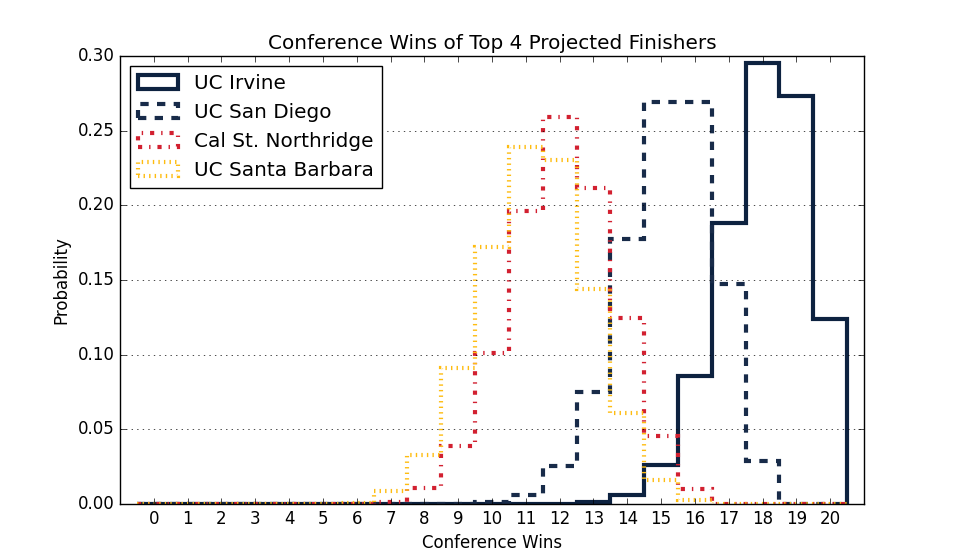 Conference Wins of Top 4 Projected Finishers
UC Irvine
UC San Diego
Cal St. Northridge
UC Santa Barbara
Probability
0.30
0.25
0.20
0.15
0.10
0.05
0.00
0 1 2 3 4 5 6 7 8 9 10 11 12 13 14 15 16 17 18 19 20
Conference Wins